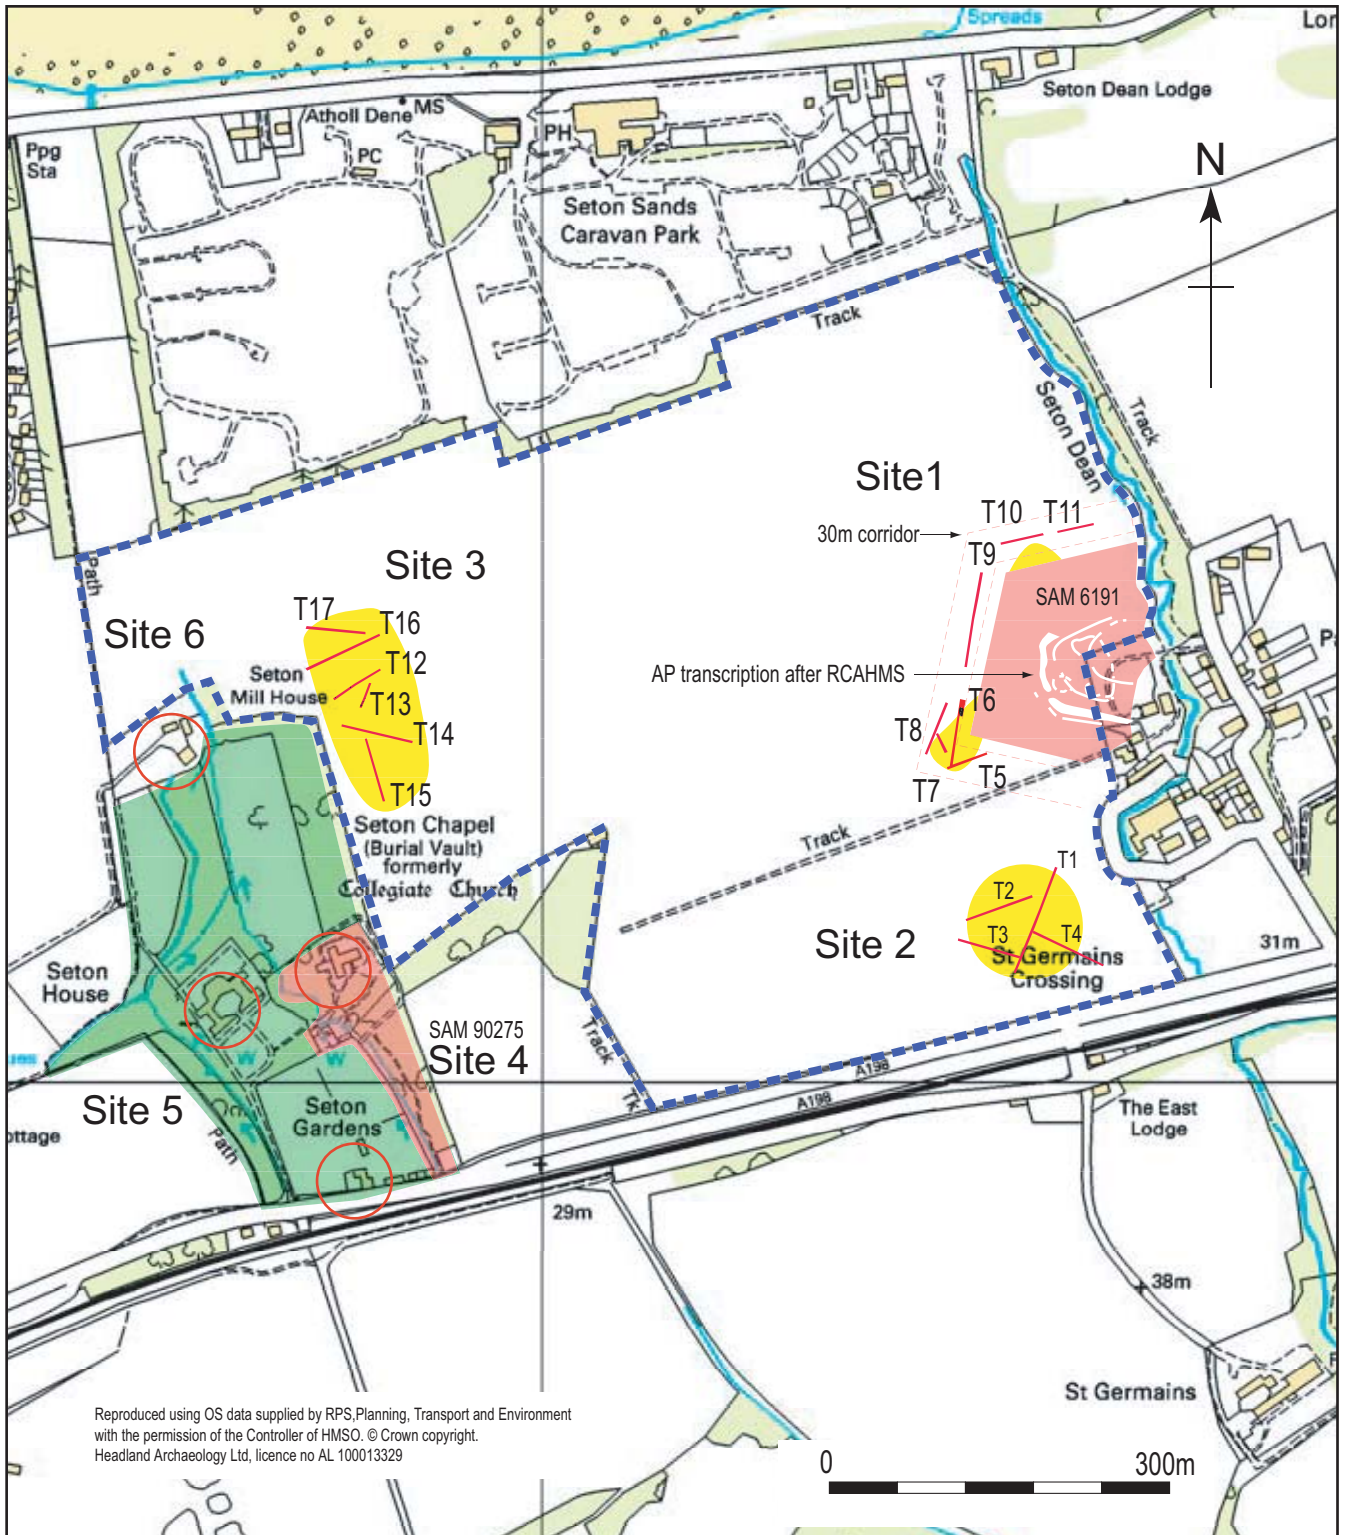 Spreads
Lor
Seton Dean Lodge
Atholl Dene
MS
PH
PC
Ppg
Sta
N
Seton Sands
Caravan Park
Track
Seton Dean
Track
Site1
T10
T11
30m corridor
T9
Site 3
Path
SAM 6191
T17
T16
Site 6
T12
Seton
Mill House
AP transcription after RCAHMS
T13
T6
T8
T14
T5
T7
T15
Seton Chapel
(Burial Vault)
formerly
Collegiate Church
Track
T1
T2
T3
T4
Site 2
St Germains
Crossing
31m
Seton
House
SAM 90275
Site 4
Track
Tk
W
W
A198
A198
Site 5
Seton
Gardens
Path
ottage
The East
Lodge
29m
38m
St Germains
Reproduced using OS data supplied by RPS,Planning, Transport and Environment
with the permission of the Controller of HMSO. © Crown copyright.
Headland Archaeology Ltd, licence no AL 100013329
0
300m